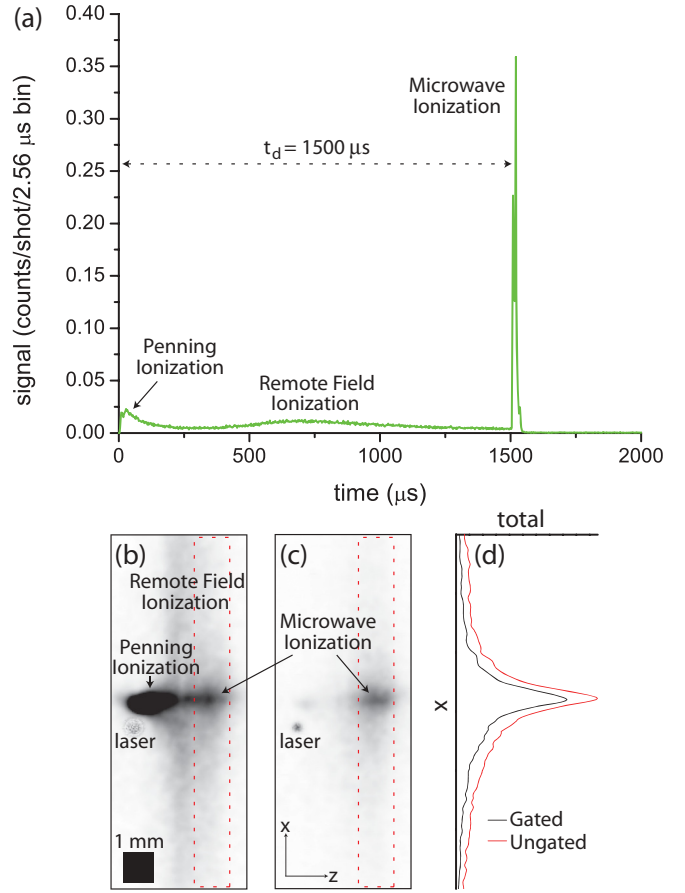 (a)
0.40
0.35
0.30
0.25
0.20
0.15
0.10
0.05
0.00
signal (counts/shot/2.56 μs bin)
Microwave
Ionization
t_d = 1500 μs
Penning
Ionization
Remote Field
Ionization
0
500
1000
1500
2000
time (μs)
(b)
Remote Field
Ionization
Penning
Ionization
laser
1 mm
(c)
Microwave
Ionization
laser
x
z
total
(d)
x
Gated
Ungated